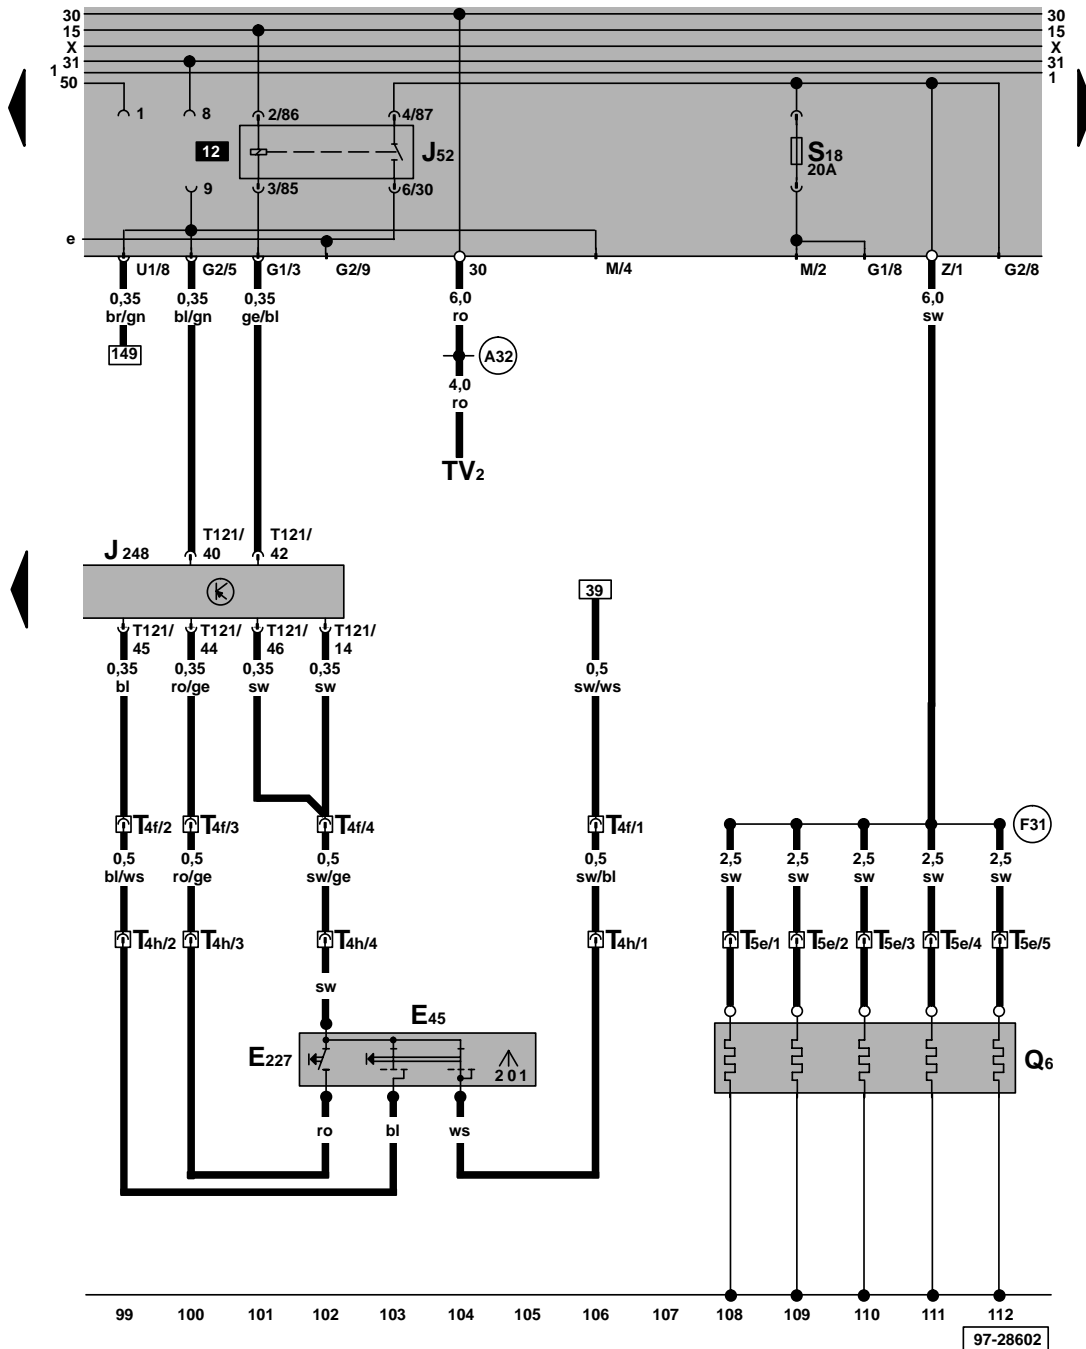 30 30
15 15
X X
31 31
1 1
50
1 8 2/86 4/87
12 J52 S18
20A
9 3/85 6/30
e
U1/8 G2/5 G1/3 G2/9 30 M/4 M/2 G1/8 Z/1 G2/8
0,35 0,35 0,35 6,0 6,0
br/gn bl/gn ge/bl ro sw
149 A32
4,0
ro
TV2
J248 T121/ T121/
40 42
39
T121/ T121/ T121/ T121/
45 44 46 14
0,35 0,35 0,35 0,35 0,5
bl ro/ge sw sw sw/ws
T4f/2 T4f/3 T4f/4 T4f/1 F31
0,5 0,5 0,5 0,5 2,5 2,5 2,5 2,5 2,5
bl/ws ro/ge sw/ge sw/bl sw sw sw sw sw
T4h/2 T4h/3 T4h/4 T4h/1 T5e/1 T5e/2 T5e/3 T5e/4 T5e/5
sw
E45
E227 Q6
2 0 1
ro bl ws
99 100 101 102 103 104 105 106 107 108 109 110 111 112
97-28602